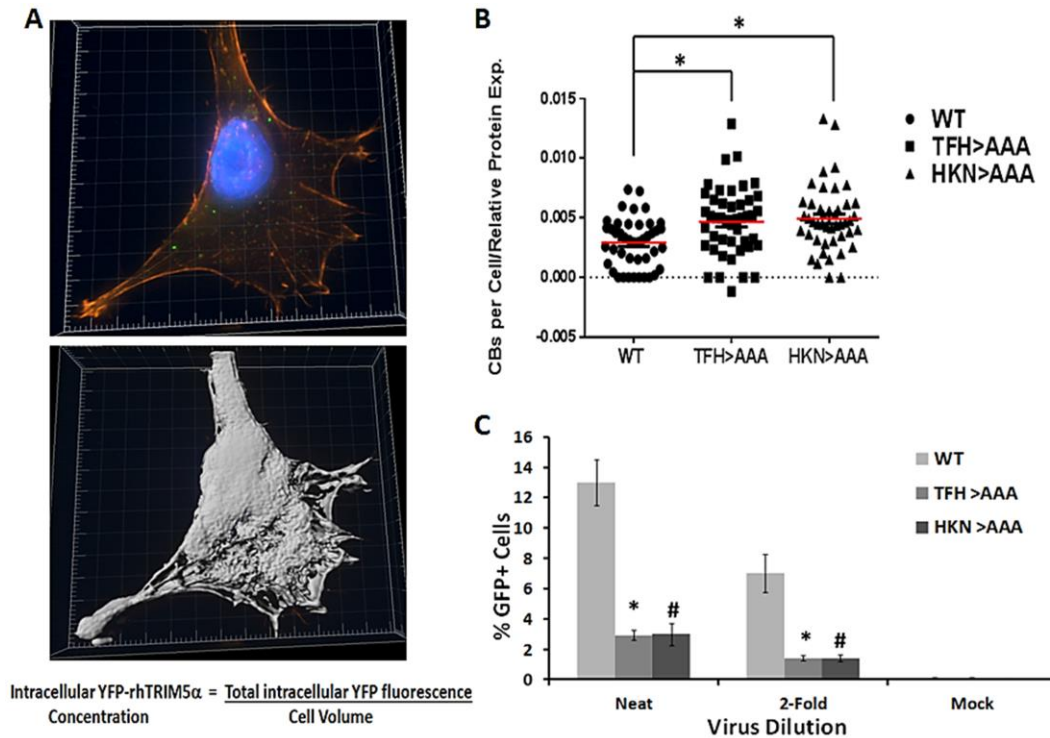 A
Intracellular YFP-rhTRIM5α = Total intracellular YFP fluorescence
Concentration Cell Volume
B
CBs per Cell/Relative Protein Exp.
*
*
0.015
0.010
0.005
0.000
-0.005
WT
TFH>AAA
HKN>AAA
WT
TFH>AAA
HKN>AAA
C
% GFP+ Cells
16
14
12
10
8
6
4
2
0
* #
* #
WT
TFH >AAA
HKN >AAA
Neat
2-Fold
Mock
Virus Dilution